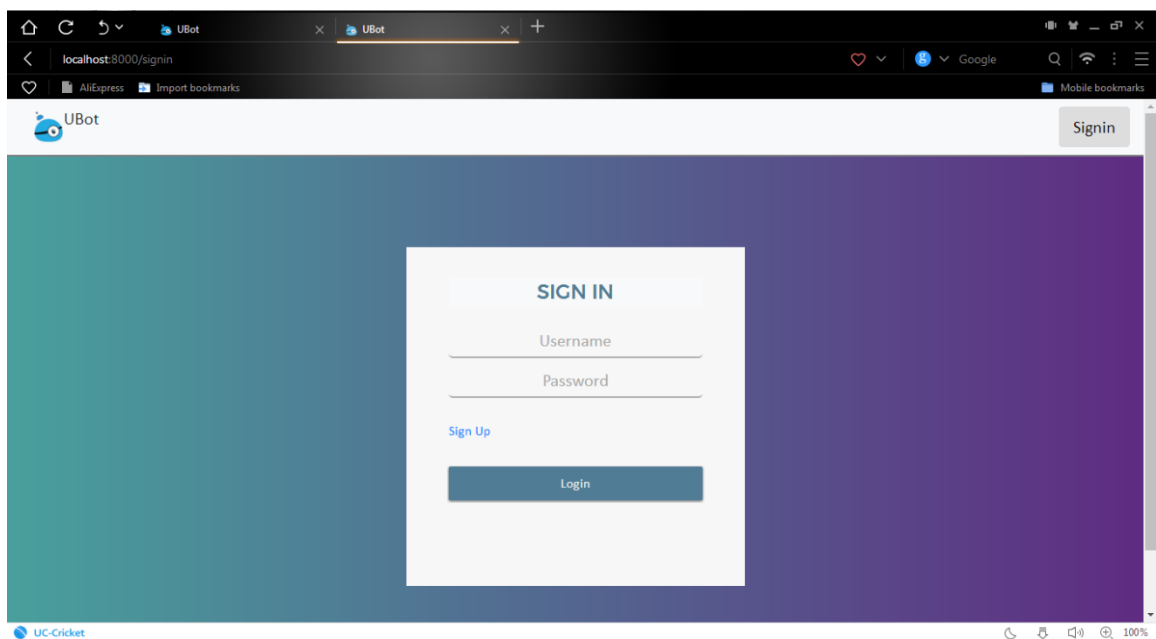 UBot
UBot
localhost:8000/signin
Google
AliExpress
Import bookmarks
Mobile bookmarks
UBot
Signin
SIGN IN
Username
Password
Sign Up
Login
UC-Cricket
100%